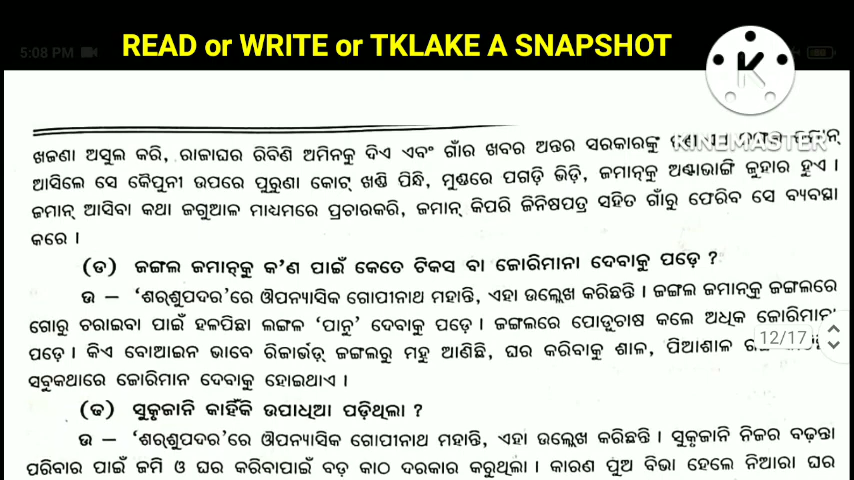 5:08 PM
READ or WRITE or TKLAKE A SNAPSHOT
K
KINEMASTER
ଖଜଣା ଅସୁଲ କରି, ରାଜାଘର ରିବିଣି ଅମିନକୁ ଦିଏ ଏବଂ ଗାଁର ଖବର ଅନ୍ତର ସରକାରଙ୍କୁ
ଆସିଲେ ସେ କୈପୁନୀ ଉପରେ ପୁରୁଣା କୋଟ୍ ଖଣ୍ଡି ପିନ୍ଧି, ମୁଣ୍ଡରେ ପଗଡ଼ି ଭିଡ଼ି, ଜମାନ୍‌କୁ ଅଣ୍ଟାଭାଙ୍ଗି ଜୁହାର ହୁଏ ।
ଜମାନ୍ ଆସିବା କଥା ଜଗୁଆଳ ମାଧ୍ୟମରେ ପ୍ରଚାରକରି, ଜମାନ୍ କିପରି ଜିନିଷପତ୍ର ସହିତ ଗାଁରୁ ଫେରିବ ସେ ବ୍ୟବସ୍ଥା
କରେ ।
(ଡ) ଜଙ୍ଗଲ ଜମାନ୍‌କୁ କ'ଣ ପାଇଁ କେତେ ଟିକସ ବା ଜୋରିମାନା ଦେବାକୁ ପଡ଼େ ?
ଉ – 'ଶରଶୁପଦର'ରେ ଔପନ୍ୟାସିକ ଗୋପୀନାଥ ମହାନ୍ତି, ଏହା ଉଲ୍ଲେଖ କରିଛନ୍ତି । ଜଙ୍ଗଲ ଜମାନ୍‌କୁ ଜଙ୍ଗଲରେ
ଗୋରୁ ଚରାଇବା ପାଇଁ ହଳପିଛା ଲଙ୍ଗଳ 'ପାନୁ' ଦେବାକୁ ପଡ଼େ । ଜଙ୍ଗଲରେ ପୋଡୁଚାଷ କଲେ ଅଧିକ ଜୋରିମାନା
12/17
ପଡ଼େ । କିଏ ବୋଆଇନ ଭାବେ ରିଜାର୍ଭଡ଼୍ ଜଙ୍ଗଲରୁ ମହୁ ଆଣିଛି, ଘର କରିବାକୁ ଶାଳ, ପିଆଶାଳ
ସବୁକଥାରେ ଜୋରିମାନ ଦେବାକୁ ହୋଇଥାଏ ।
(ଢ) ସୁକୃଜାନି କାହିଁକି ଉପାଧିଆ ପଡ଼ିଥିଲା ?
ଉ – 'ଶରଶୁପଦର'ରେ ଔପନ୍ୟାସିକ ଗୋପୀନାଥ ମହାନ୍ତି, ଏହା ଉଲ୍ଲେଖ କରିଛନ୍ତି । ସୁକୃଜାନି ନିଜର ବଢ଼ନ୍ତା
ପରିବାର ପାଇଁ ଜମି ଓ ଘର କରିବାପାଇଁ ବଡ଼ କାଠ ଦରକାର କରୁଥିଲା । କାରଣ ପୁଅ ବିଭା ହେଲେ ନିଆରା ଘର